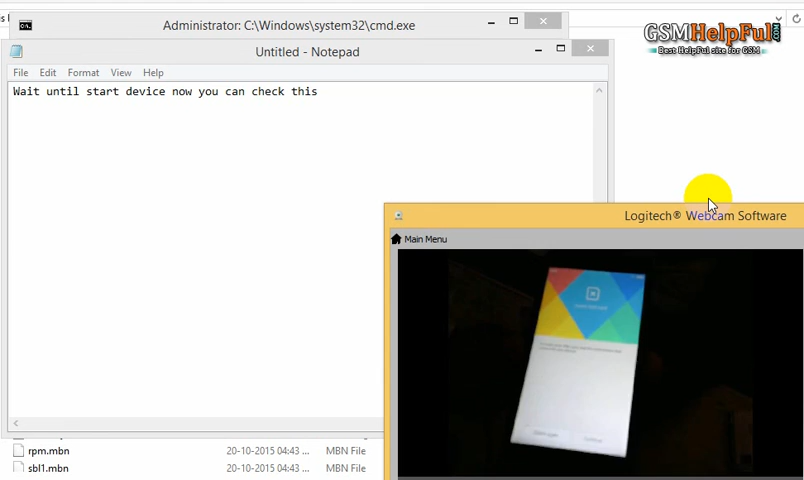 Administrator: C:\Windows\system32\cmd.exe
GSMHelpFul.COM
Best HelpFul site for GSM
Untitled - Notepad
File Edit Format View Help
Wait until start device now you can check this
Logitech® Webcam Software
Main Menu
rpm.mbn 20-10-2015 04:43 ... MBN File
sbl1.mbn 20-10-2015 04:43 ... MBN File